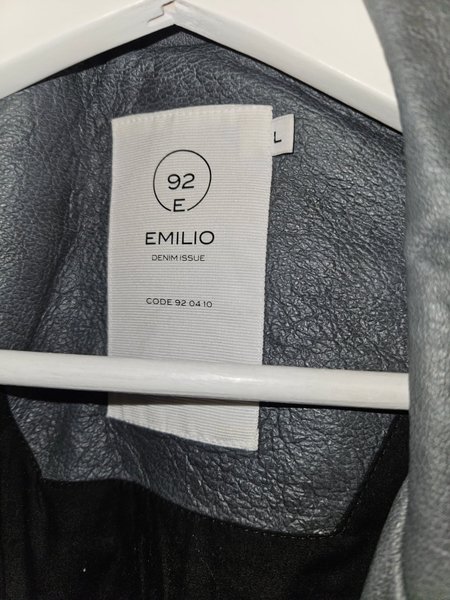 92
E
EMILIO
DENIM ISSUE
CODE 92 04 10
L